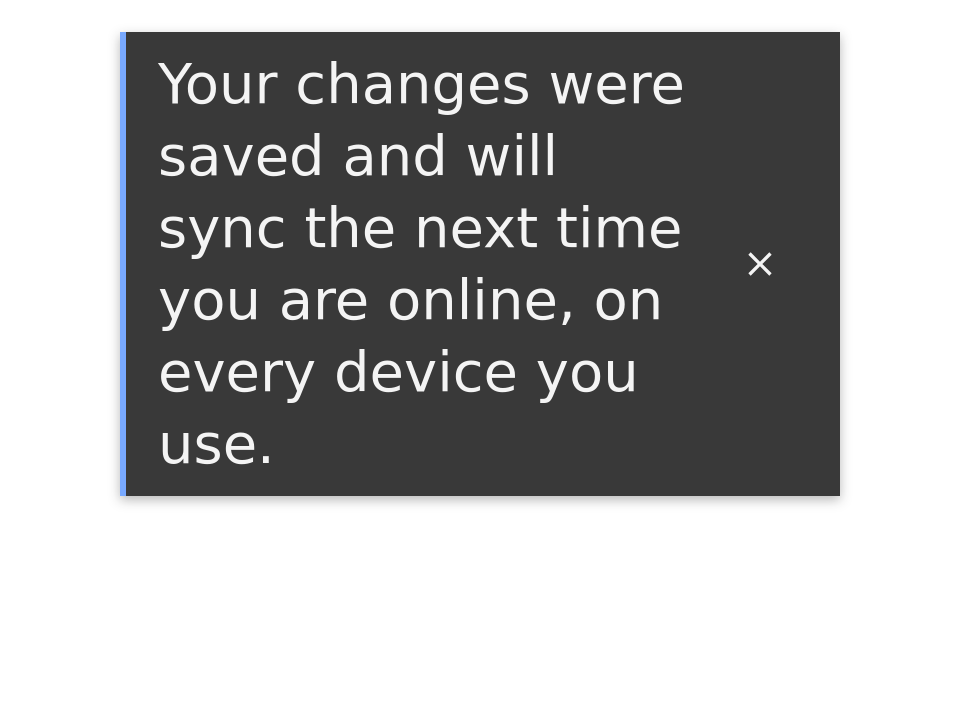 Your changes were
saved and will
sync the next time
you are online, on
every device you
use.